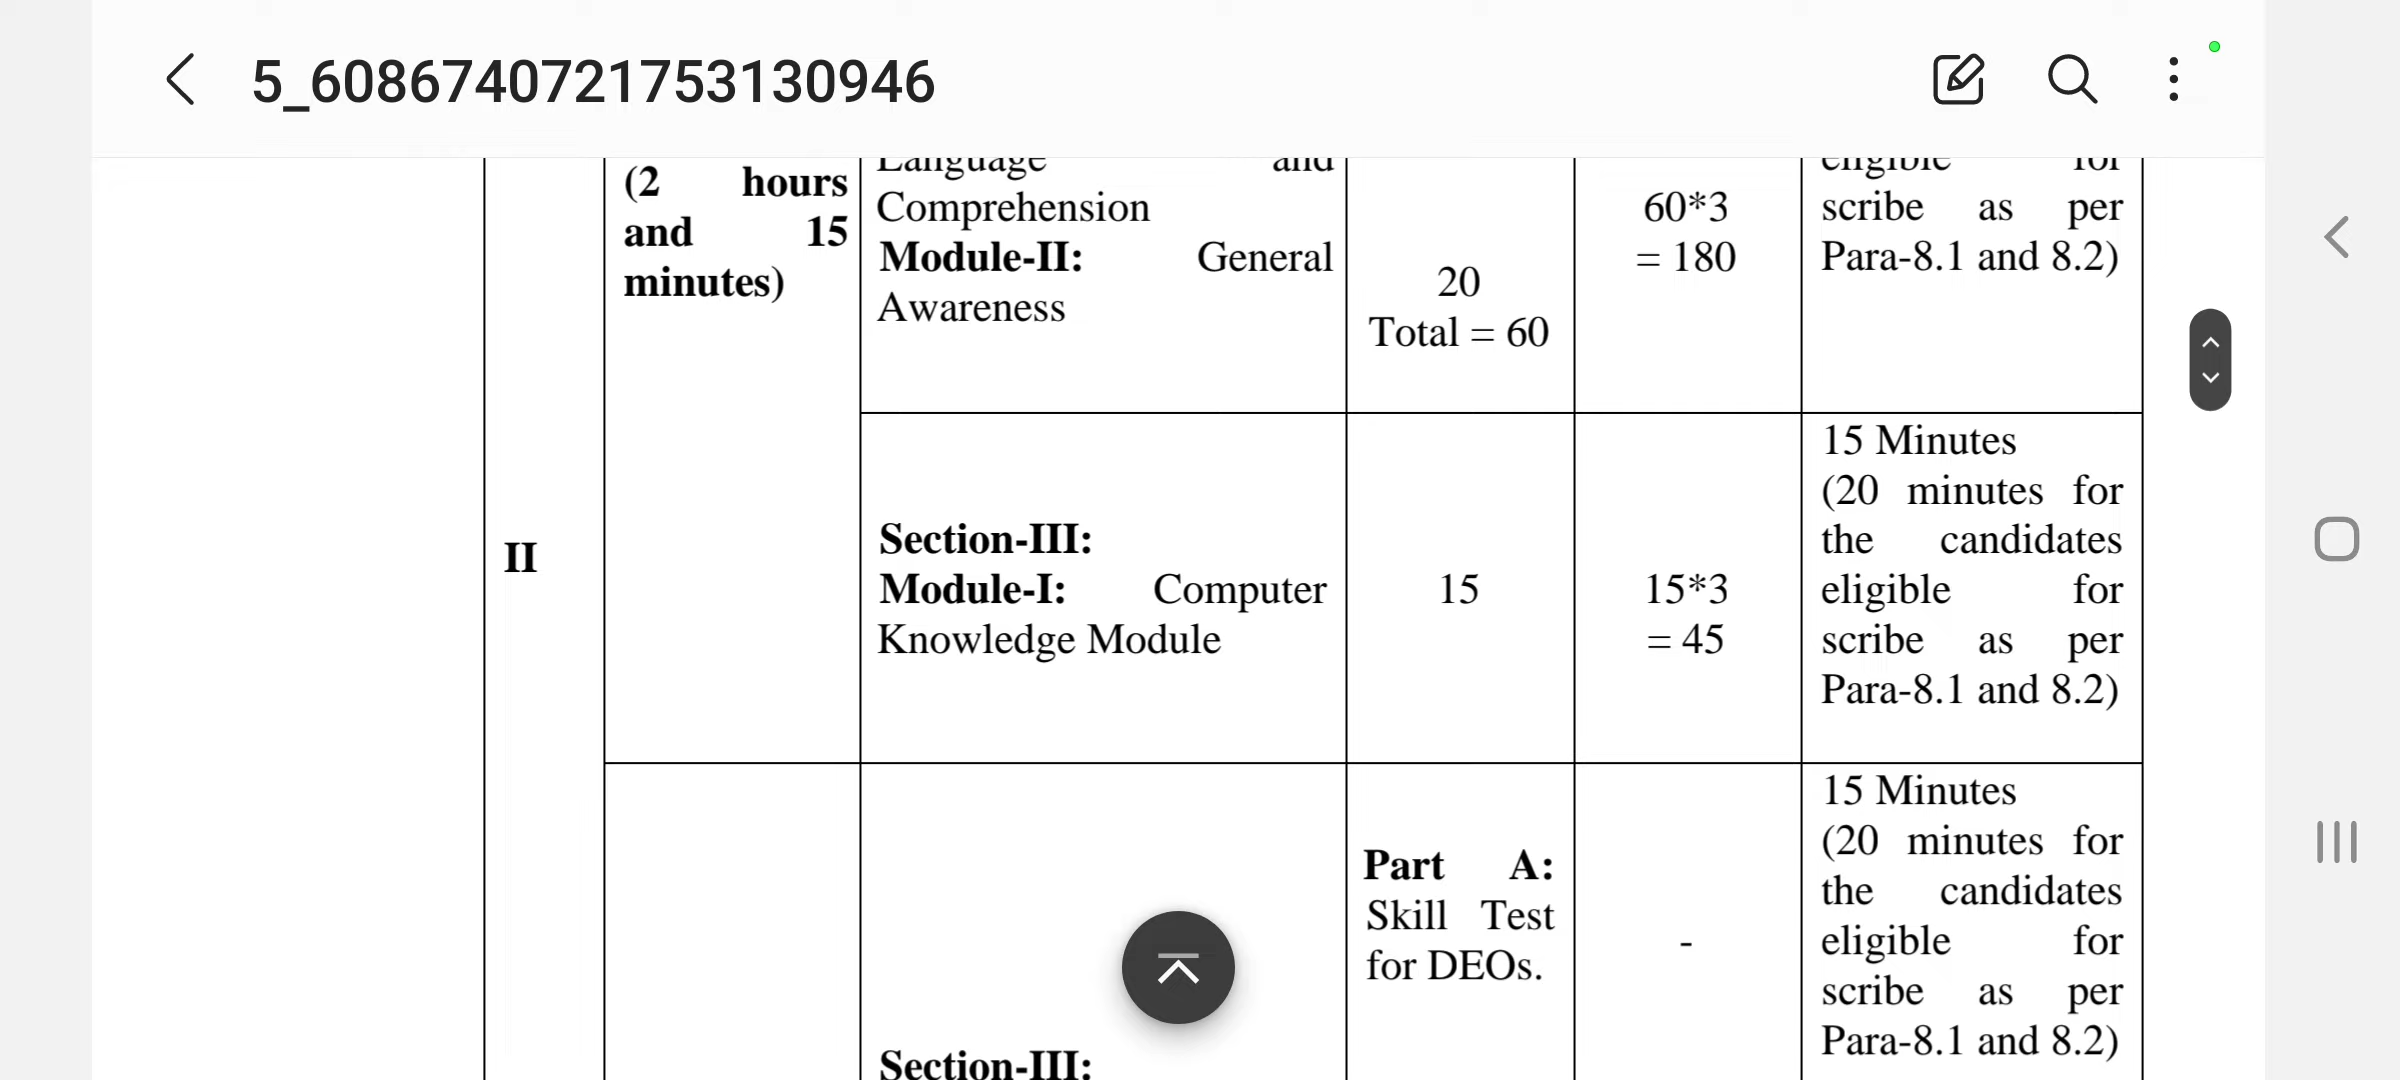 5_6086740721753130946
(2 hours
and 15
minutes)
Language and
Comprehension
Module-II: General
Awareness
20
Total = 60
60*3
= 180
eligible for
scribe as per
Para-8.1 and 8.2)
II
Section-III:
Module-I: Computer
Knowledge Module
15
15*3
= 45
15 Minutes
(20 minutes for
the candidates
eligible for
scribe as per
Para-8.1 and 8.2)
Section-III:
Part A:
Skill Test
for DEOs.
-
15 Minutes
(20 minutes for
the candidates
eligible for
scribe as per
Para-8.1 and 8.2)